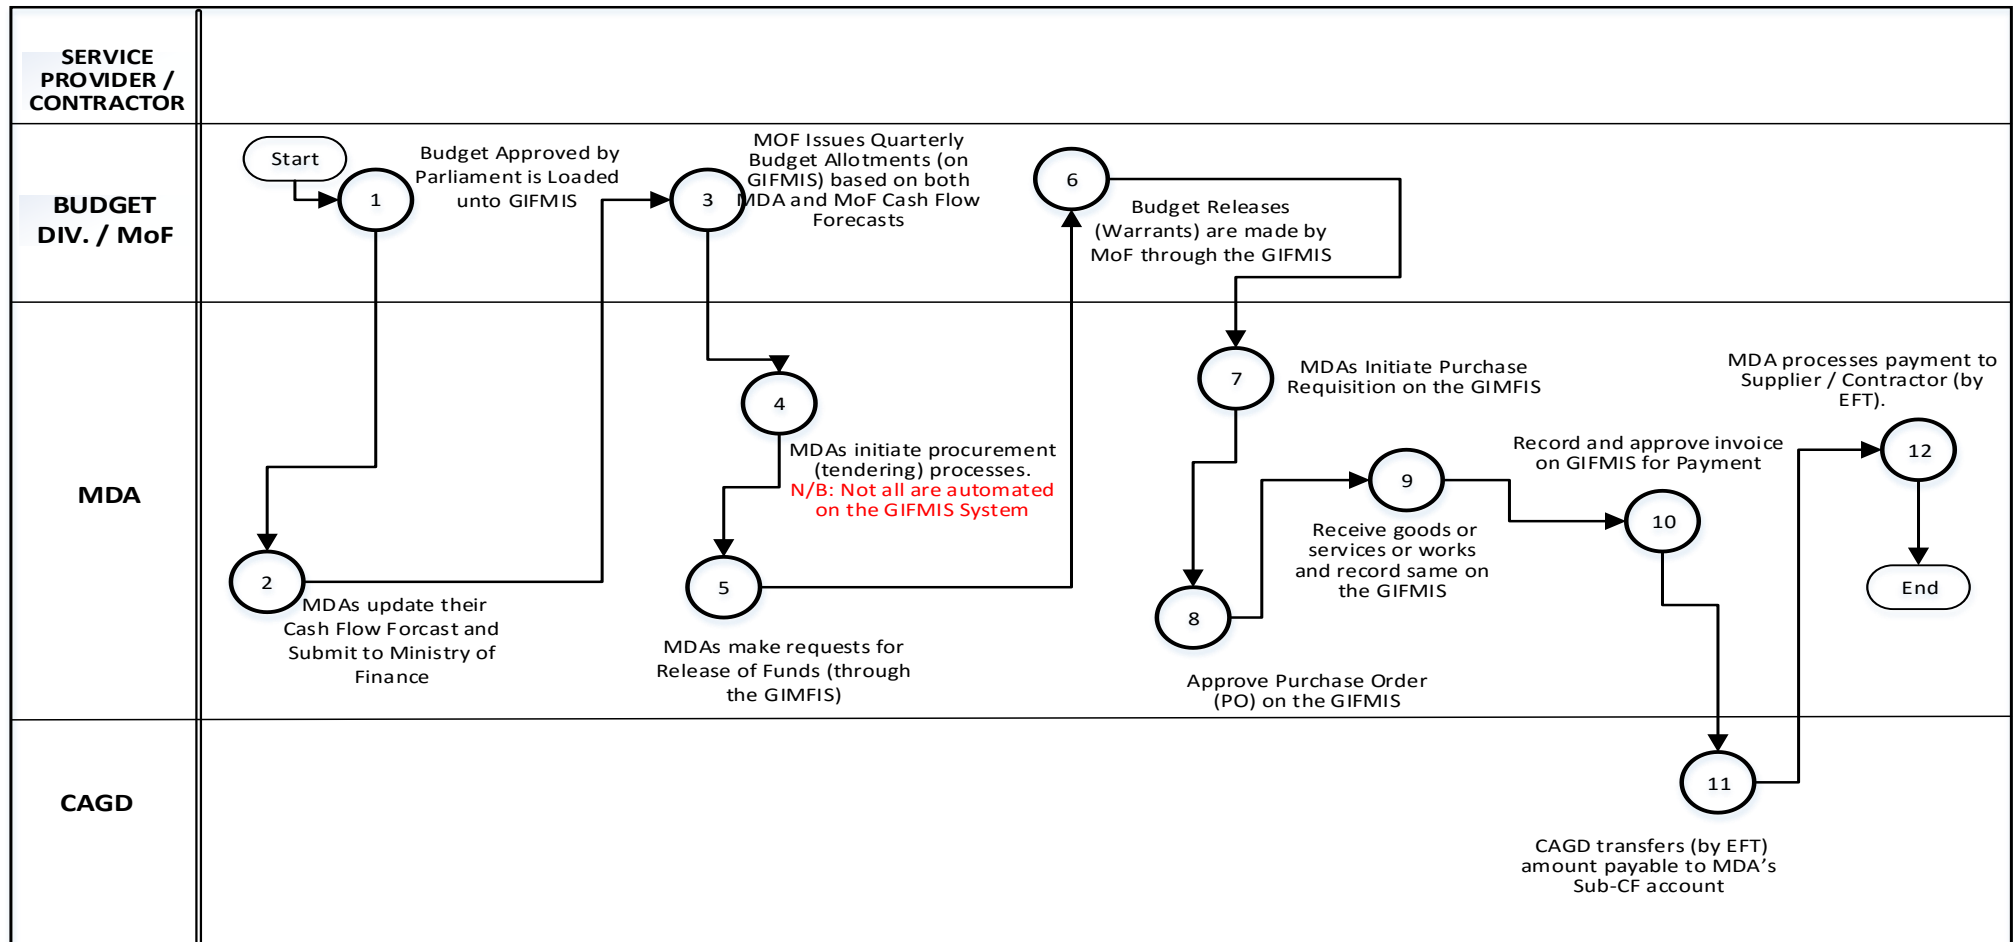 SERVICE
PROVIDER /
CONTRACTOR
BUDGET
DIV. / MoF
Start
1
Budget Approved by
Parliament is Loaded
unto GIFMIS
3
MOF Issues Quarterly
Budget Allotments (on
GIFMIS) based on both
MDA and MoF Cash Flow
Forecasts
6
Budget Releases
(Warrants) are made by
MoF through the GIFMIS
MDA
2
MDAs update their
Cash Flow Forcast and
Submit to Ministry of
Finance
4
MDAs initiate procurement
(tendering) processes.
N/B: Not all are automated
on the GIFMIS System
5
MDAs make requests for
Release of Funds (through
the GIMFIS)
7
MDAs Initiate Purchase
Requisition on the GIMFIS
8
Approve Purchase Order
(PO) on the GIFMIS
9
Receive goods or
services or works
and record same on
the GIFMIS
Record and approve invoice
on GIFMIS for Payment
10
MDA processes payment to
Supplier / Contractor (by
EFT).
12
End
CAGD
11
CAGD transfers (by EFT)
amount payable to MDA’s
Sub-CF account